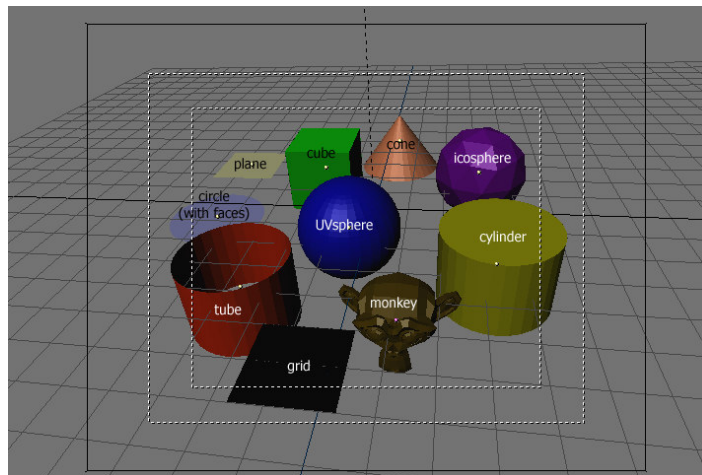 plane
cube
cone
icosphere
circle
(with faces)
UVsphere
cylinder
tube
monkey
grid